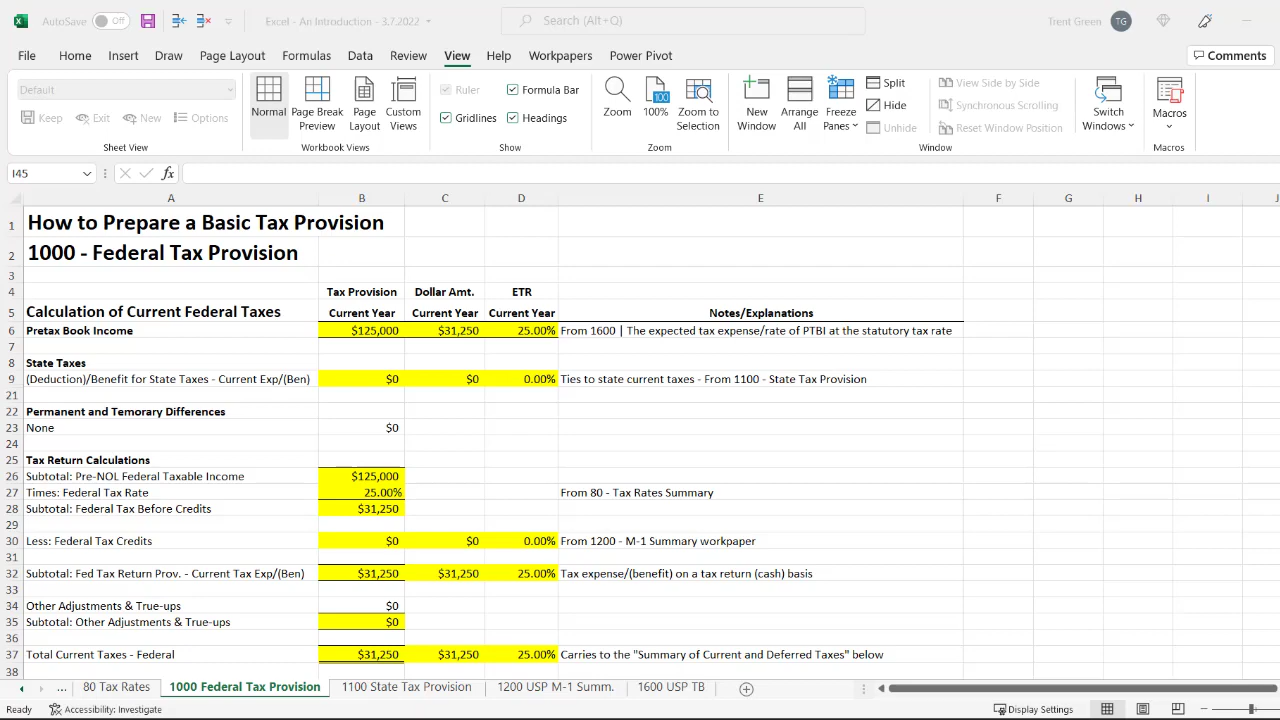 AutoSave Off Excel - An Introduction - 3.7.2022 Search (Alt+Q) Trent Green TG
File Home Insert Draw Page Layout Formulas Data Review View Help Workpapers Power Pivot Comments
Default
Keep Exit New Options
Sheet View
Normal Page Break Preview Page Layout Custom Views
Workbook Views
Ruler Formula Bar
Gridlines Headings
Show
Zoom 100% Zoom to Selection
100
Zoom
New Window Arrange All Freeze Panes
Split
Hide
Unhide
View Side by Side
Synchronous Scrolling
Reset Window Position
Switch Windows
Window
Macros
Macros
I45 fx
A B C D E F G H I J
1 How to Prepare a Basic Tax Provision
2 1000 - Federal Tax Provision
3
4 Tax Provision Dollar Amt. ETR
5 Calculation of Current Federal Taxes Current Year Current Year Current Year Notes/Explanations
6 Pretax Book Income $125,000 $31,250 25.00% From 1600 | The expected tax expense/rate of PTBI at the statutory tax rate
7
8 State Taxes
9 (Deduction)/Benefit for State Taxes - Current Exp/(Ben) $0 $0 0.00% Ties to state current taxes - From 1100 - State Tax Provision
21
22 Permanent and Temorary Differences
23 None $0
24
25 Tax Return Calculations
26 Subtotal: Pre-NOL Federal Taxable Income $125,000
27 Times: Federal Tax Rate 25.00% From 80 - Tax Rates Summary
28 Subtotal: Federal Tax Before Credits $31,250
29
30 Less: Federal Tax Credits $0 $0 0.00% From 1200 - M-1 Summary workpaper
31
32 Subtotal: Fed Tax Return Prov. - Current Tax Exp/(Ben) $31,250 $31,250 25.00% Tax expense/(benefit) on a tax return (cash) basis
33
34 Other Adjustments & True-ups $0
35 Subtotal: Other Adjustments & True-ups $0
36
37 Total Current Taxes - Federal $31,250 $31,250 25.00% Carries to the "Summary of Current and Deferred Taxes" below
38
... 80 Tax Rates 1000 Federal Tax Provision 1100 State Tax Provision 1200 USP M-1 Summ. 1600 USP TB
Ready Accessibility: Investigate Display Settings